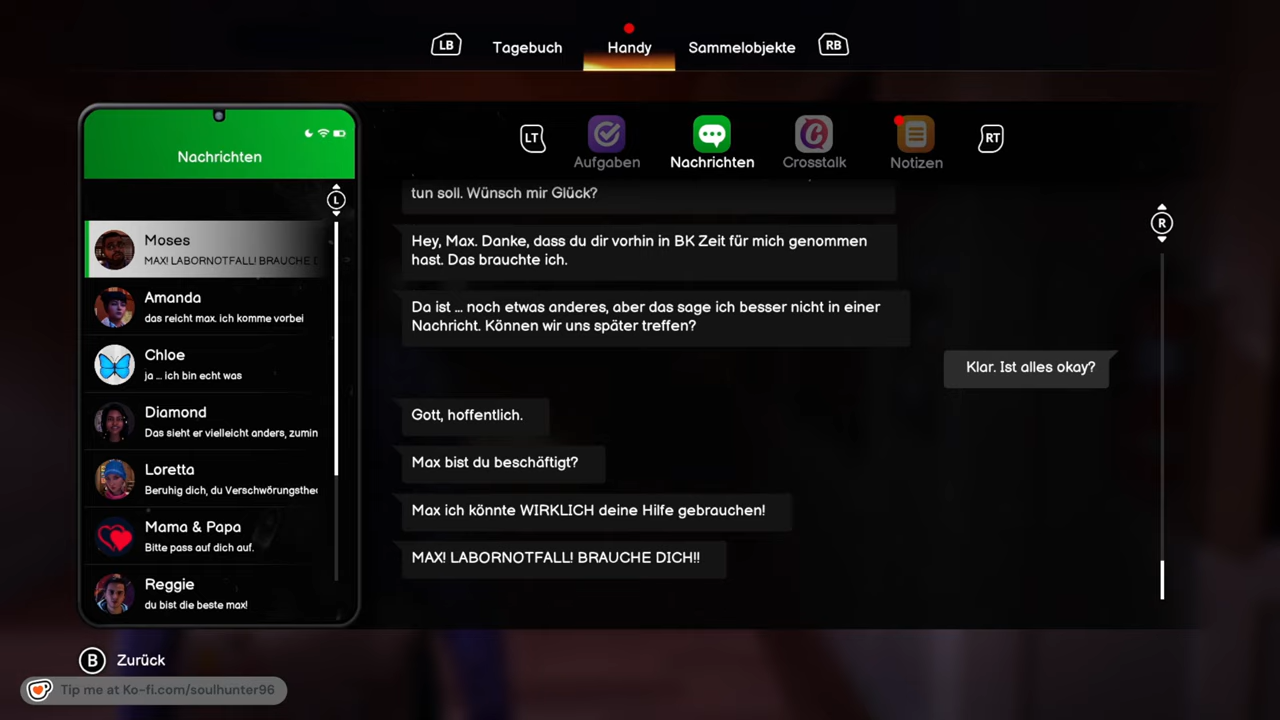 LB Tagebuch Handy Sammelobjekte RB
Nachrichten
L
Moses
MAX! LABORNOTFALL! BRAUCHE D
Amanda
das reicht max. ich komme vorbei
Chloe
ja ... ich bin echt was
Diamond
Das sieht er vielleicht anders, zumin
Loretta
Beruhig dich, du Verschwörungstheo
Mama & Papa
Bitte pass auf dich auf.
Reggie
du bist die beste max!
LT Aufgaben Nachrichten Crosstalk Notizen RT
R
tun soll. Wünsch mir Glück?
Hey, Max. Danke, dass du dir vorhin in BK Zeit für mich genommen
hast. Das brauchte ich.
Da ist ... noch etwas anderes, aber das sage ich besser nicht in einer
Nachricht. Können wir uns später treffen?
Klar. Ist alles okay?
Gott, hoffentlich.
Max bist du beschäftigt?
Max ich könnte WIRKLICH deine Hilfe gebrauchen!
MAX! LABORNOTFALL! BRAUCHE DICH!!
B Zurück
Tip me at Ko-fi.com/soulhunter96